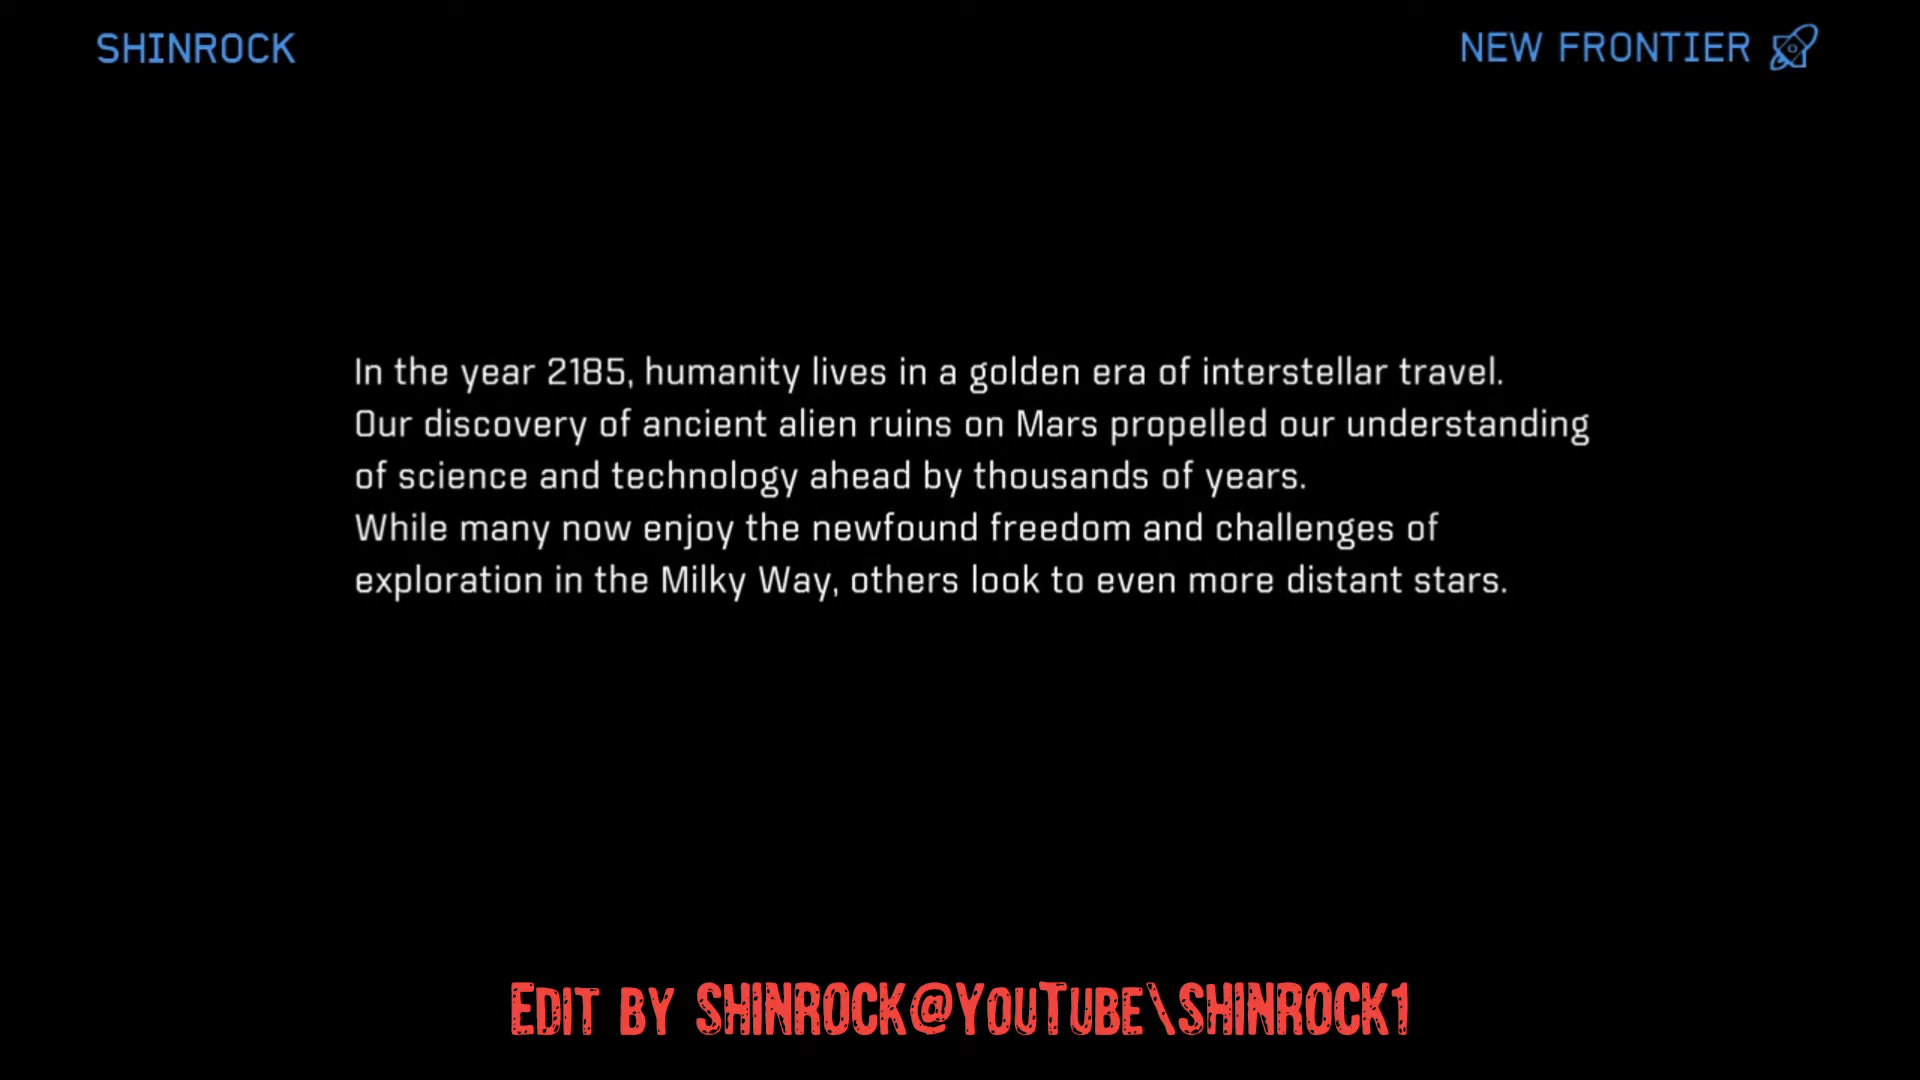 SHINROCK
NEW FRONTIER
In the year 2185, humanity lives in a golden era of interstellar travel.
Our discovery of ancient alien ruins on Mars propelled our understanding
of science and technology ahead by thousands of years.
While many now enjoy the newfound freedom and challenges of
exploration in the Milky Way, others look to even more distant stars.
EDIT BY SHINROCK@YOUTUBE\SHINROCK1